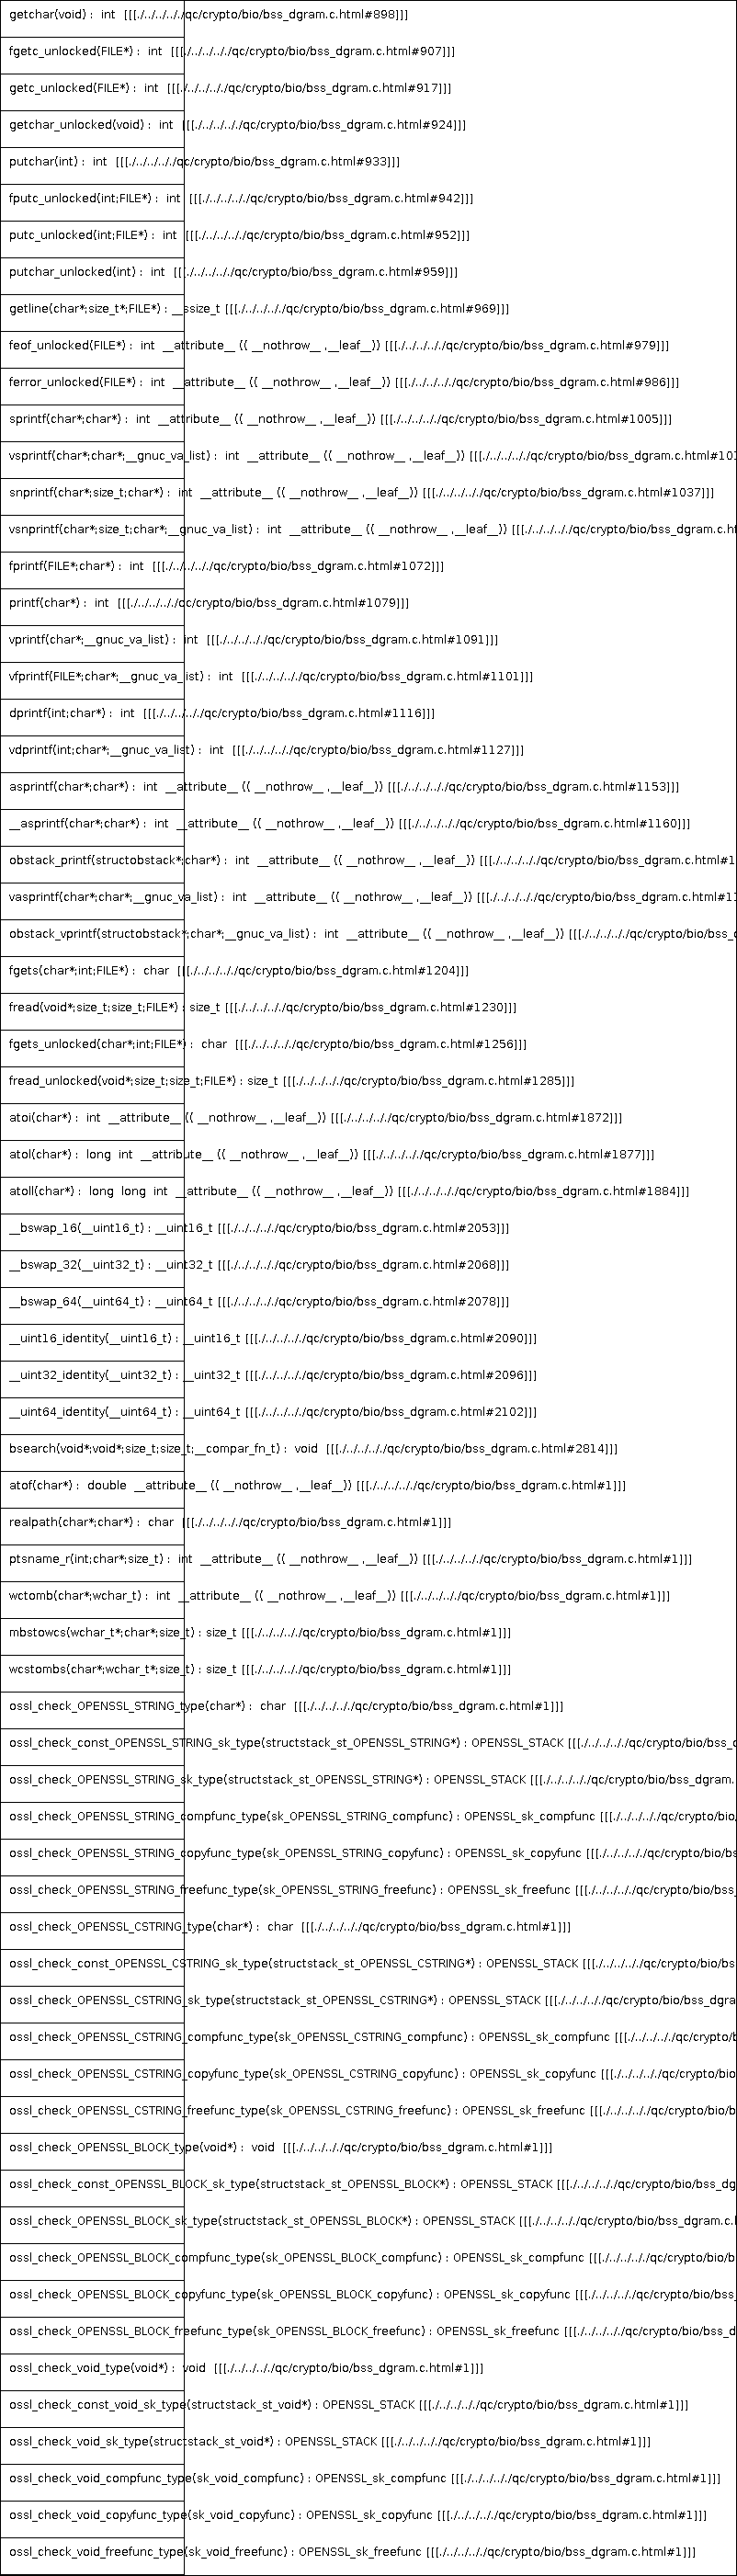 getchar(void) : int [[[./../../../../qc/crypto/bio/bss_dgram.c.html#898]]]
fgetc_unlocked(FILE*) : int [[[./../../../../qc/crypto/bio/bss_dgram.c.html#907]]]
getc_unlocked(FILE*) : int [[[./../../../../qc/crypto/bio/bss_dgram.c.html#917]]]
getchar_unlocked(void) : int [[[./../../../../qc/crypto/bio/bss_dgram.c.html#924]]]
putchar(int) : int [[[./../../../../qc/crypto/bio/bss_dgram.c.html#933]]]
fputc_unlocked(int;FILE*) : int [[[./../../../../qc/crypto/bio/bss_dgram.c.html#942]]]
putc_unlocked(int;FILE*) : int [[[./../../../../qc/crypto/bio/bss_dgram.c.html#952]]]
putchar_unlocked(int) : int [[[./../../../../qc/crypto/bio/bss_dgram.c.html#959]]]
getline(char*;size_t*;FILE*) : __ssize_t [[[./../../../../qc/crypto/bio/bss_dgram.c.html#969]]]
feof_unlocked(FILE*) : int __attribute__ (( __nothrow__ ,__leaf__)) [[[./../../../../qc/crypto/bio/bss_dgram.c.html#979]]]
ferror_unlocked(FILE*) : int __attribute__ (( __nothrow__ ,__leaf__)) [[[./../../../../qc/crypto/bio/bss_dgram.c.html#986]]]
sprintf(char*;char*) : int __attribute__ (( __nothrow__ ,__leaf__)) [[[./../../../../qc/crypto/bio/bss_dgram.c.html#1005]]]
vsprintf(char*;char*;__gnuc_va_list) : int __attribute__ (( __nothrow__ ,__leaf__)) [[[./../../../../qc/crypto/bio/bss_dgram.c.html#101
snprintf(char*;size_t;char*) : int __attribute__ (( __nothrow__ ,__leaf__)) [[[./../../../../qc/crypto/bio/bss_dgram.c.html#1037]]]
vsnprintf(char*;size_t;char*;__gnuc_va_list) : int __attribute__ (( __nothrow__ ,__leaf__)) [[[./../../../../qc/crypto/bio/bss_dgram.c.ht
fprintf(FILE*;char*) : int [[[./../../../../qc/crypto/bio/bss_dgram.c.html#1072]]]
printf(char*) : int [[[./../../../../qc/crypto/bio/bss_dgram.c.html#1079]]]
vprintf(char*;__gnuc_va_list) : int [[[./../../../../qc/crypto/bio/bss_dgram.c.html#1091]]]
vfprintf(FILE*;char*;__gnuc_va_list) : int [[[./../../../../qc/crypto/bio/bss_dgram.c.html#1101]]]
dprintf(int;char*) : int [[[./../../../../qc/crypto/bio/bss_dgram.c.html#1116]]]
vdprintf(int;char*;__gnuc_va_list) : int [[[./../../../../qc/crypto/bio/bss_dgram.c.html#1127]]]
asprintf(char*;char*) : int __attribute__ (( __nothrow__ ,__leaf__)) [[[./../../../../qc/crypto/bio/bss_dgram.c.html#1153]]]
__asprintf(char*;char*) : int __attribute__ (( __nothrow__ ,__leaf__)) [[[./../../../../qc/crypto/bio/bss_dgram.c.html#1160]]]
obstack_printf(structobstack*;char*) : int __attribute__ (( __nothrow__ ,__leaf__)) [[[./../../../../qc/crypto/bio/bss_dgram.c.html#1
vasprintf(char*;char*;__gnuc_va_list) : int __attribute__ (( __nothrow__ ,__leaf__)) [[[./../../../../qc/crypto/bio/bss_dgram.c.html#11
obstack_vprintf(structobstack*;char*;__gnuc_va_list) : int __attribute__ (( __nothrow__ ,__leaf__)) [[[./../../../../qc/crypto/bio/bss_d
fgets(char*;int;FILE*) : char [[[./../../../../qc/crypto/bio/bss_dgram.c.html#1204]]]
fread(void*;size_t;size_t;FILE*) : size_t [[[./../../../../qc/crypto/bio/bss_dgram.c.html#1230]]]
fgets_unlocked(char*;int;FILE*) : char [[[./../../../../qc/crypto/bio/bss_dgram.c.html#1256]]]
fread_unlocked(void*;size_t;size_t;FILE*) : size_t [[[./../../../../qc/crypto/bio/bss_dgram.c.html#1285]]]
atoi(char*) : int __attribute__ (( __nothrow__ ,__leaf__)) [[[./../../../../qc/crypto/bio/bss_dgram.c.html#1872]]]
atol(char*) : long int __attribute__ (( __nothrow__ ,__leaf__)) [[[./../../../../qc/crypto/bio/bss_dgram.c.html#1877]]]
atoll(char*) : long long int __attribute__ (( __nothrow__ ,__leaf__)) [[[./../../../../qc/crypto/bio/bss_dgram.c.html#1884]]]
__bswap_16(__uint16_t) : __uint16_t [[[./../../../../qc/crypto/bio/bss_dgram.c.html#2053]]]
__bswap_32(__uint32_t) : __uint32_t [[[./../../../../qc/crypto/bio/bss_dgram.c.html#2068]]]
__bswap_64(__uint64_t) : __uint64_t [[[./../../../../qc/crypto/bio/bss_dgram.c.html#2078]]]
__uint16_identity(__uint16_t) : __uint16_t [[[./../../../../qc/crypto/bio/bss_dgram.c.html#2090]]]
__uint32_identity(__uint32_t) : __uint32_t [[[./../../../../qc/crypto/bio/bss_dgram.c.html#2096]]]
__uint64_identity(__uint64_t) : __uint64_t [[[./../../../../qc/crypto/bio/bss_dgram.c.html#2102]]]
bsearch(void*;void*;size_t;size_t;__compar_fn_t) : void [[[./../../../../qc/crypto/bio/bss_dgram.c.html#2814]]]
atof(char*) : double __attribute__ (( __nothrow__ ,__leaf__)) [[[./../../../../qc/crypto/bio/bss_dgram.c.html#1]]]
realpath(char*;char*) : char [[[./../../../../qc/crypto/bio/bss_dgram.c.html#1]]]
ptsname_r(int;char*;size_t) : int __attribute__ (( __nothrow__ ,__leaf__)) [[[./../../../../qc/crypto/bio/bss_dgram.c.html#1]]]
wctomb(char*;wchar_t) : int __attribute__ (( __nothrow__ ,__leaf__)) [[[./../../../../qc/crypto/bio/bss_dgram.c.html#1]]]
mbstowcs(wchar_t*;char*;size_t) : size_t [[[./../../../../qc/crypto/bio/bss_dgram.c.html#1]]]
wcstombs(char*;wchar_t*;size_t) : size_t [[[./../../../../qc/crypto/bio/bss_dgram.c.html#1]]]
ossl_check_OPENSSL_STRING_type(char*) : char [[[./../../../../qc/crypto/bio/bss_dgram.c.html#1]]]
ossl_check_const_OPENSSL_STRING_sk_type(structstack_st_OPENSSL_STRING*) : OPENSSL_STACK [[[./../../../../qc/crypto/bio/bss_d
ossl_check_OPENSSL_STRING_sk_type(structstack_st_OPENSSL_STRING*) : OPENSSL_STACK [[[./../../../../qc/crypto/bio/bss_dgram.
ossl_check_OPENSSL_STRING_compfunc_type(sk_OPENSSL_STRING_compfunc) : OPENSSL_sk_compfunc [[[./../../../../qc/crypto/bio/
ossl_check_OPENSSL_STRING_copyfunc_type(sk_OPENSSL_STRING_copyfunc) : OPENSSL_sk_copyfunc [[[./../../../../qc/crypto/bio/bs
ossl_check_OPENSSL_STRING_freefunc_type(sk_OPENSSL_STRING_freefunc) : OPENSSL_sk_freefunc [[[./../../../../qc/crypto/bio/bss_
ossl_check_OPENSSL_CSTRING_type(char*) : char [[[./../../../../qc/crypto/bio/bss_dgram.c.html#1]]]
ossl_check_const_OPENSSL_CSTRING_sk_type(structstack_st_OPENSSL_CSTRING*) : OPENSSL_STACK [[[./../../../../qc/crypto/bio/bs
ossl_check_OPENSSL_CSTRING_sk_type(structstack_st_OPENSSL_CSTRING*) : OPENSSL_STACK [[[./../../../../qc/crypto/bio/bss_dgra
ossl_check_OPENSSL_CSTRING_compfunc_type(sk_OPENSSL_CSTRING_compfunc) : OPENSSL_sk_compfunc [[[./../../../../qc/crypto/b
ossl_check_OPENSSL_CSTRING_copyfunc_type(sk_OPENSSL_CSTRING_copyfunc) : OPENSSL_sk_copyfunc [[[./../../../../qc/crypto/bio
ossl_check_OPENSSL_CSTRING_freefunc_type(sk_OPENSSL_CSTRING_freefunc) : OPENSSL_sk_freefunc [[[./../../../../qc/crypto/bio/b
ossl_check_OPENSSL_BLOCK_type(void*) : void [[[./../../../../qc/crypto/bio/bss_dgram.c.html#1]]]
ossl_check_const_OPENSSL_BLOCK_sk_type(structstack_st_OPENSSL_BLOCK*) : OPENSSL_STACK [[[./../../../../qc/crypto/bio/bss_dg
ossl_check_OPENSSL_BLOCK_sk_type(structstack_st_OPENSSL_BLOCK*) : OPENSSL_STACK [[[./../../../../qc/crypto/bio/bss_dgram.c.h
ossl_check_OPENSSL_BLOCK_compfunc_type(sk_OPENSSL_BLOCK_compfunc) : OPENSSL_sk_compfunc [[[./../../../../qc/crypto/bio/b
ossl_check_OPENSSL_BLOCK_copyfunc_type(sk_OPENSSL_BLOCK_copyfunc) : OPENSSL_sk_copyfunc [[[./../../../../qc/crypto/bio/bss_
ossl_check_OPENSSL_BLOCK_freefunc_type(sk_OPENSSL_BLOCK_freefunc) : OPENSSL_sk_freefunc [[[./../../../../qc/crypto/bio/bss_d
ossl_check_void_type(void*) : void [[[./../../../../qc/crypto/bio/bss_dgram.c.html#1]]]
ossl_check_const_void_sk_type(structstack_st_void*) : OPENSSL_STACK [[[./../../../../qc/crypto/bio/bss_dgram.c.html#1]]]
ossl_check_void_sk_type(structstack_st_void*) : OPENSSL_STACK [[[./../../../../qc/crypto/bio/bss_dgram.c.html#1]]]
ossl_check_void_compfunc_type(sk_void_compfunc) : OPENSSL_sk_compfunc [[[./../../../../qc/crypto/bio/bss_dgram.c.html#1]]]
ossl_check_void_copyfunc_type(sk_void_copyfunc) : OPENSSL_sk_copyfunc [[[./../../../../qc/crypto/bio/bss_dgram.c.html#1]]]
ossl_check_void_freefunc_type(sk_void_freefunc) : OPENSSL_sk_freefunc [[[./../../../../qc/crypto/bio/bss_dgram.c.html#1]]]